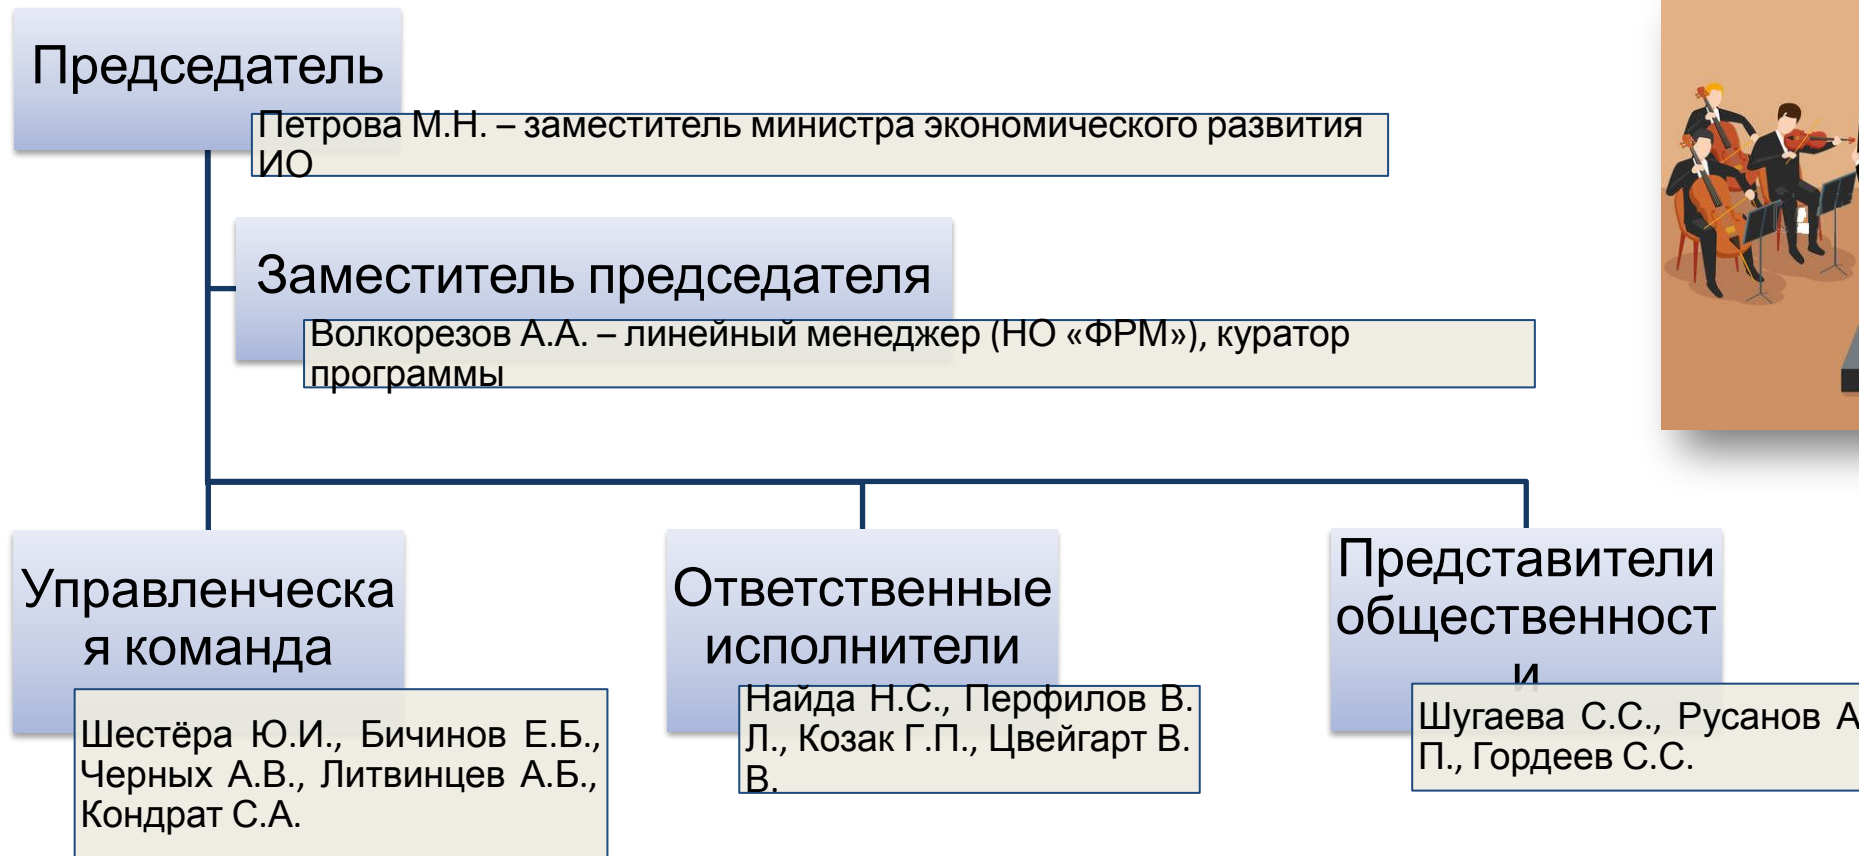 Председатель
Петрова М.Н. – заместитель министра экономического развития
ИО
Заместитель председателя
Волкорезов А.А. – линейный менеджер (НО «ФРМ»), куратор
программы
Управленческа
я команда
Шестёра Ю.И., Бичинов Е.Б.,
Черных А.В., Литвинцев А.Б.,
Кондрат С.А.
Ответственные
исполнители
Найда Н.С., Перфилов В.
Л., Козак Г.П., Цвейгарт В.
В.
Представители
общественност
и
Шугаева С.С., Русанов А
П., Гордеев С.С.